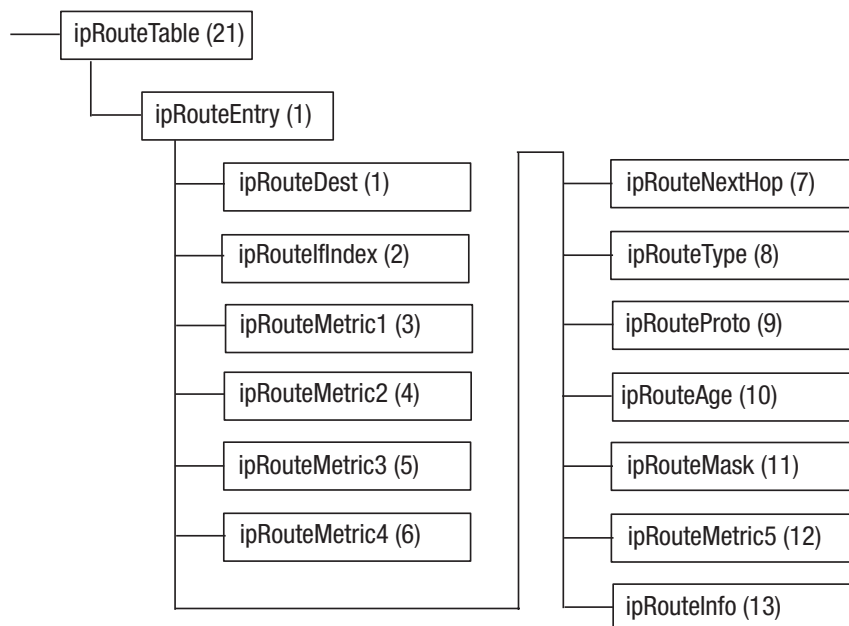 ipRouteTable (21)
ipRouteEntry (1)
ipRouteDest (1)
ipRouteIfIndex (2)
ipRouteMetric1 (3)
ipRouteMetric2 (4)
ipRouteMetric3 (5)
ipRouteMetric4 (6)
ipRouteNextHop (7)
ipRouteType (8)
ipRouteProto (9)
ipRouteAge (10)
ipRouteMask (11)
ipRouteMetric5 (12)
ipRouteInfo (13)